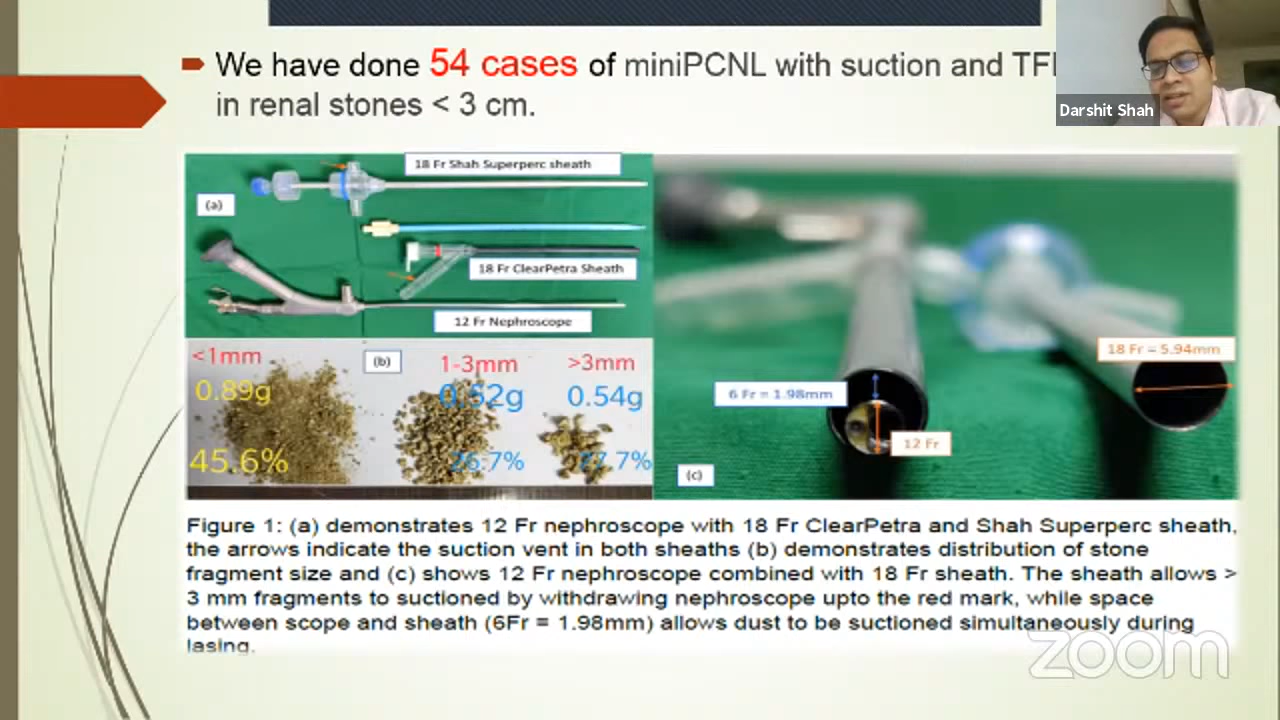 We have done 54 cases of miniPCNL with suction and
in renal stones < 3 cm.
Darshit Shah
18 Fr Shah Superperc sheath
(a)
18 Fr ClearPetra Sheath
12 Fr Nephroscope
<1mm
(b)
1-3mm
>3mm
0.89g
0.52g
0.54g
45.6%
26.7%
18 Fr = 5.94mm
6 Fr = 1.98mm
12 Fr
(c)
Figure 1: (a) demonstrates 12 Fr nephroscope with 18 Fr ClearPetra and Shah Superperc sheath,
the arrows indicate the suction vent in both sheaths (b) demonstrates distribution of stone
fragment size and (c) shows 12 Fr nephroscope combined with 18 Fr sheath. The sheath allows >
3 mm fragments to suctioned by withdrawing nephroscope upto the red mark, while space
between scope and sheath (6Fr = 1.98mm) allows dust to be suctioned simultaneously during
lasing.
zoom